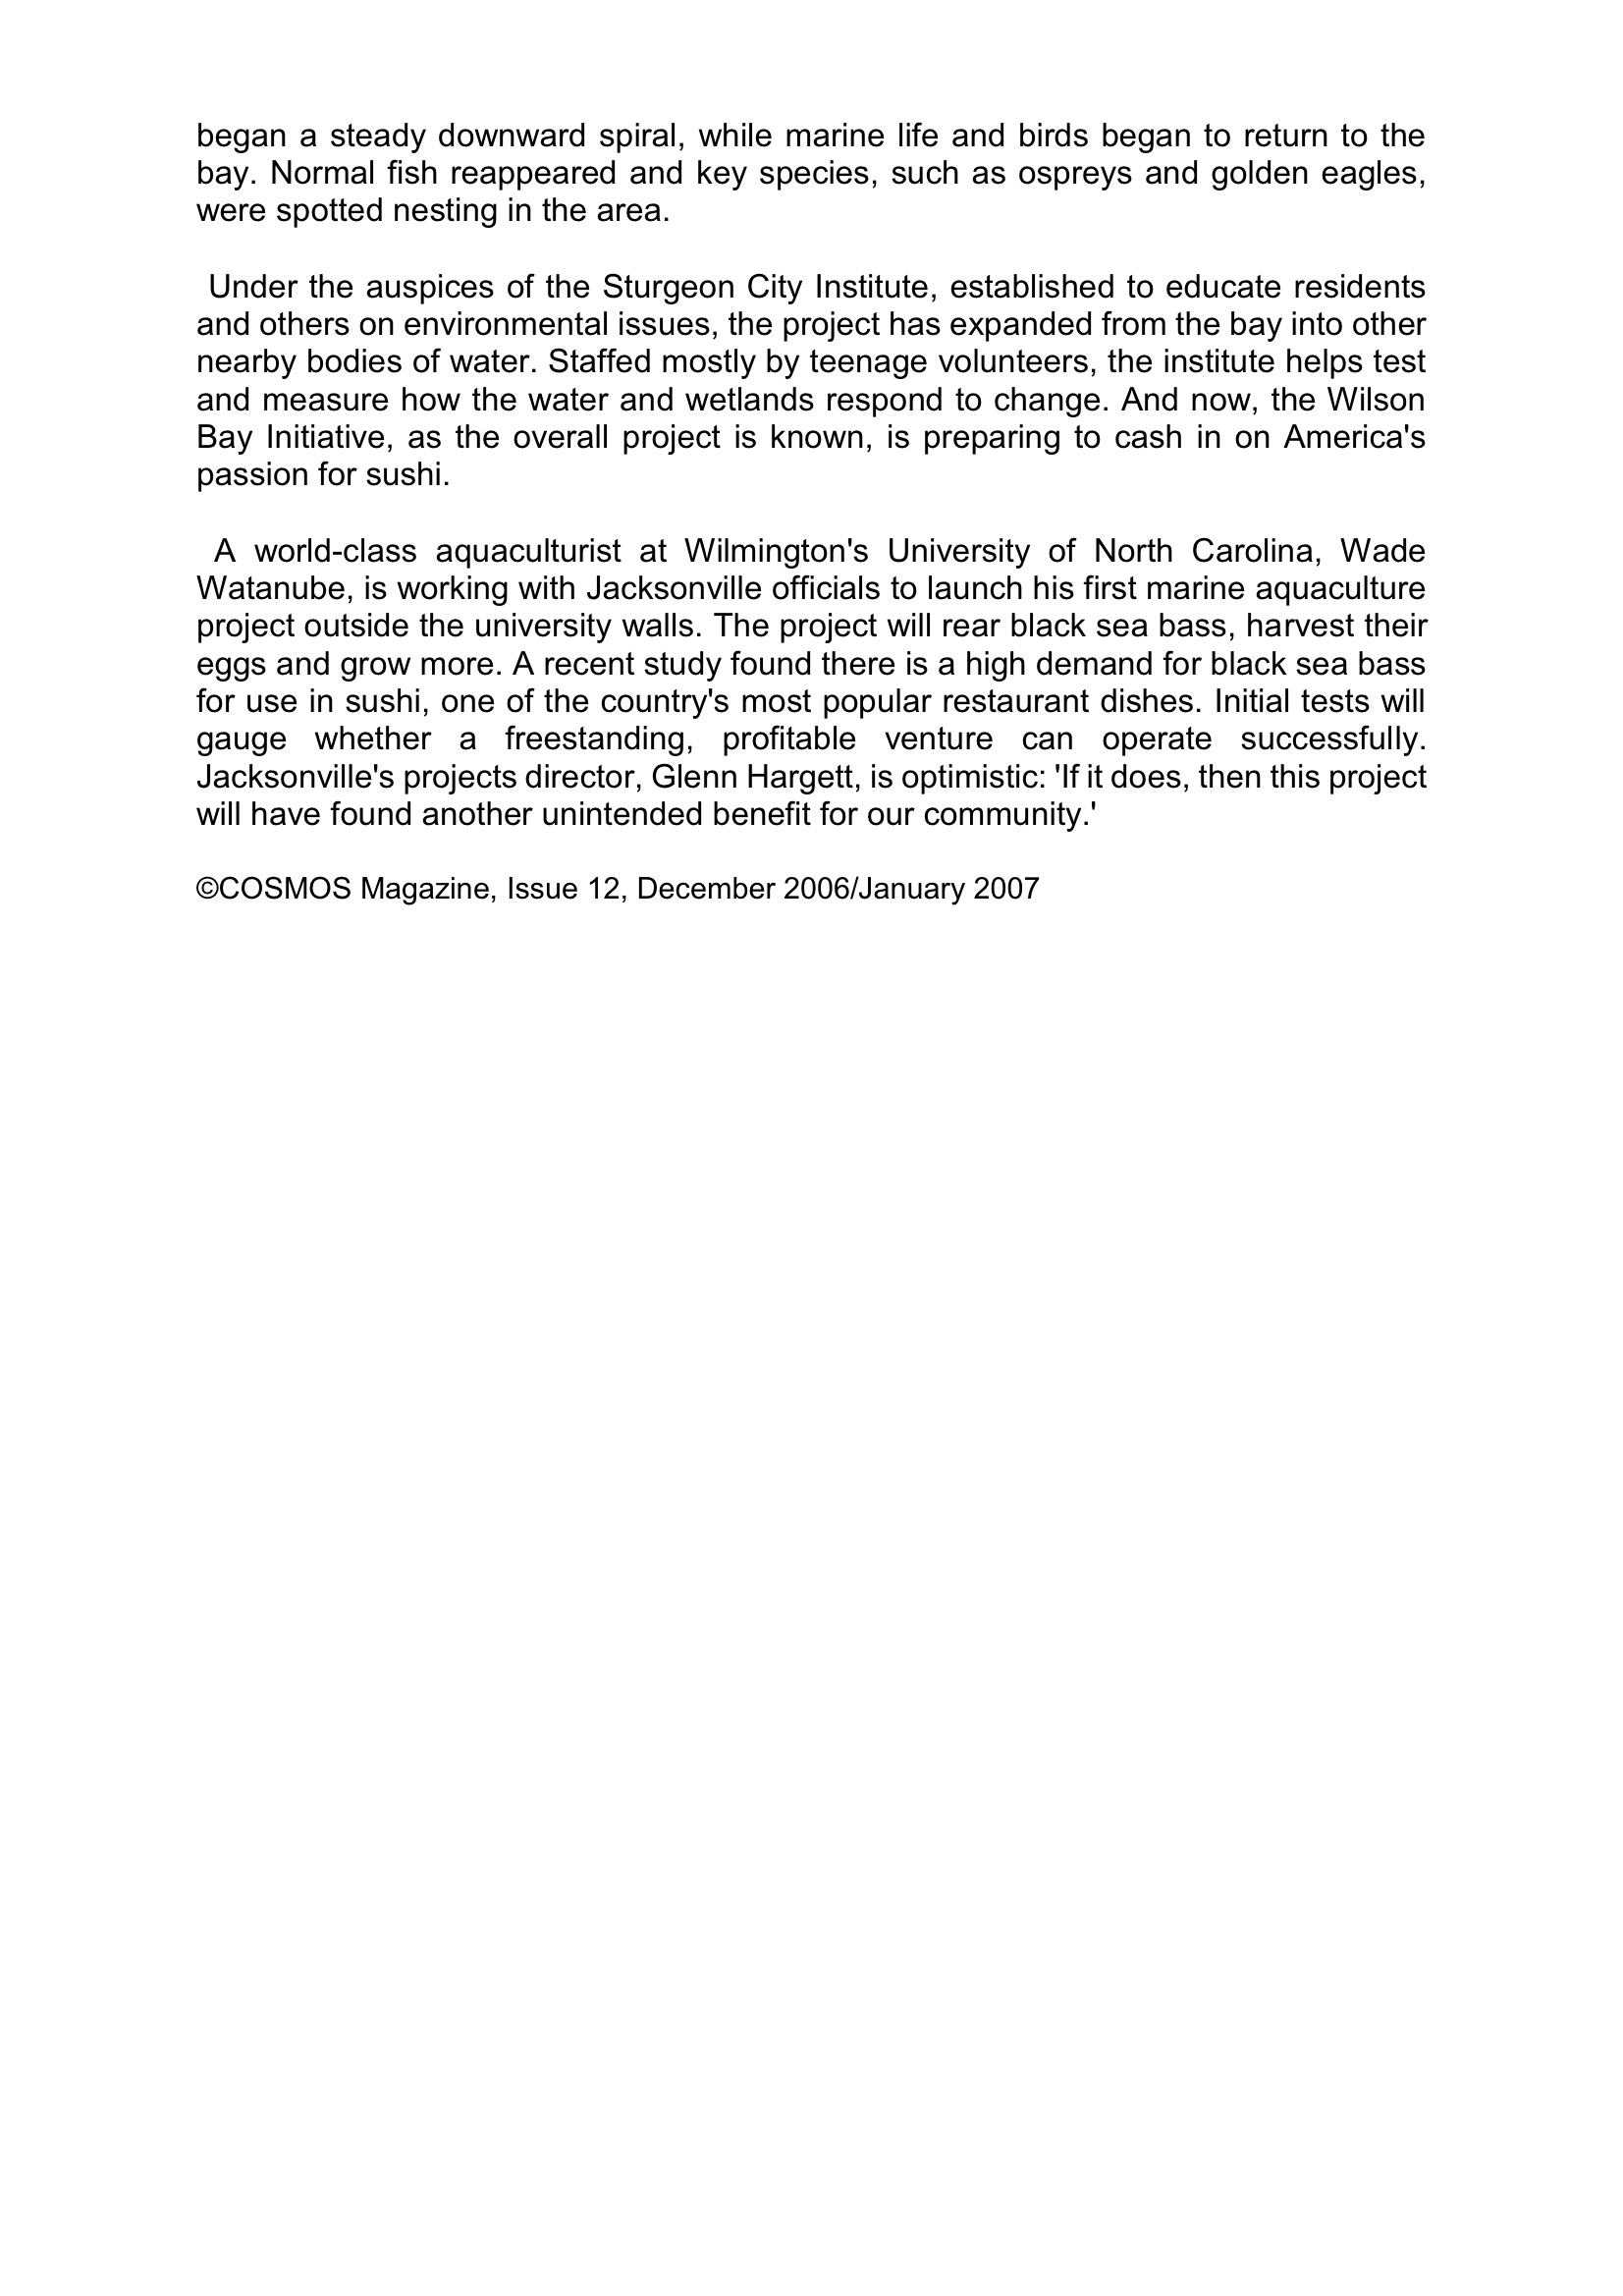 began a steady downward spiral, while marine life and birds began to return to the
bay. Normal fish reappeared and key species, such as ospreys and golden eagles,
were spotted nesting in the area.
Under the auspices of the Sturgeon City Institute, established to educate residents
and others on environmental issues, the project has expanded from the bay into other
nearby bodies of water. Staffed mostly by teenage volunteers, the institute helps test
and measure how the water and wetlands respond to change. And now, the Wilson
Bay Initiative, as the overall project is known, is preparing to cash in on America's
passion for sushi.
A world-class aquaculturist at Wilmington's University of North Carolina, Wade
Watanube, is working with Jacksonville officials to launch his first marine aquaculture
project outside the university walls. The project will rear black sea bass, harvest their
eggs and grow more. A recent study found there is a high demand for black sea bass
for use in sushi, one of the country's most popular restaurant dishes. Initial tests will
gauge whether a freestanding, profitable venture can operate successfully.
Jacksonville's projects director, Glenn Hargett, is optimistic: 'If it does, then this project
will have found another unintended benefit for our community.'
©COSMOS Magazine, Issue 12, December 2006/January 2007